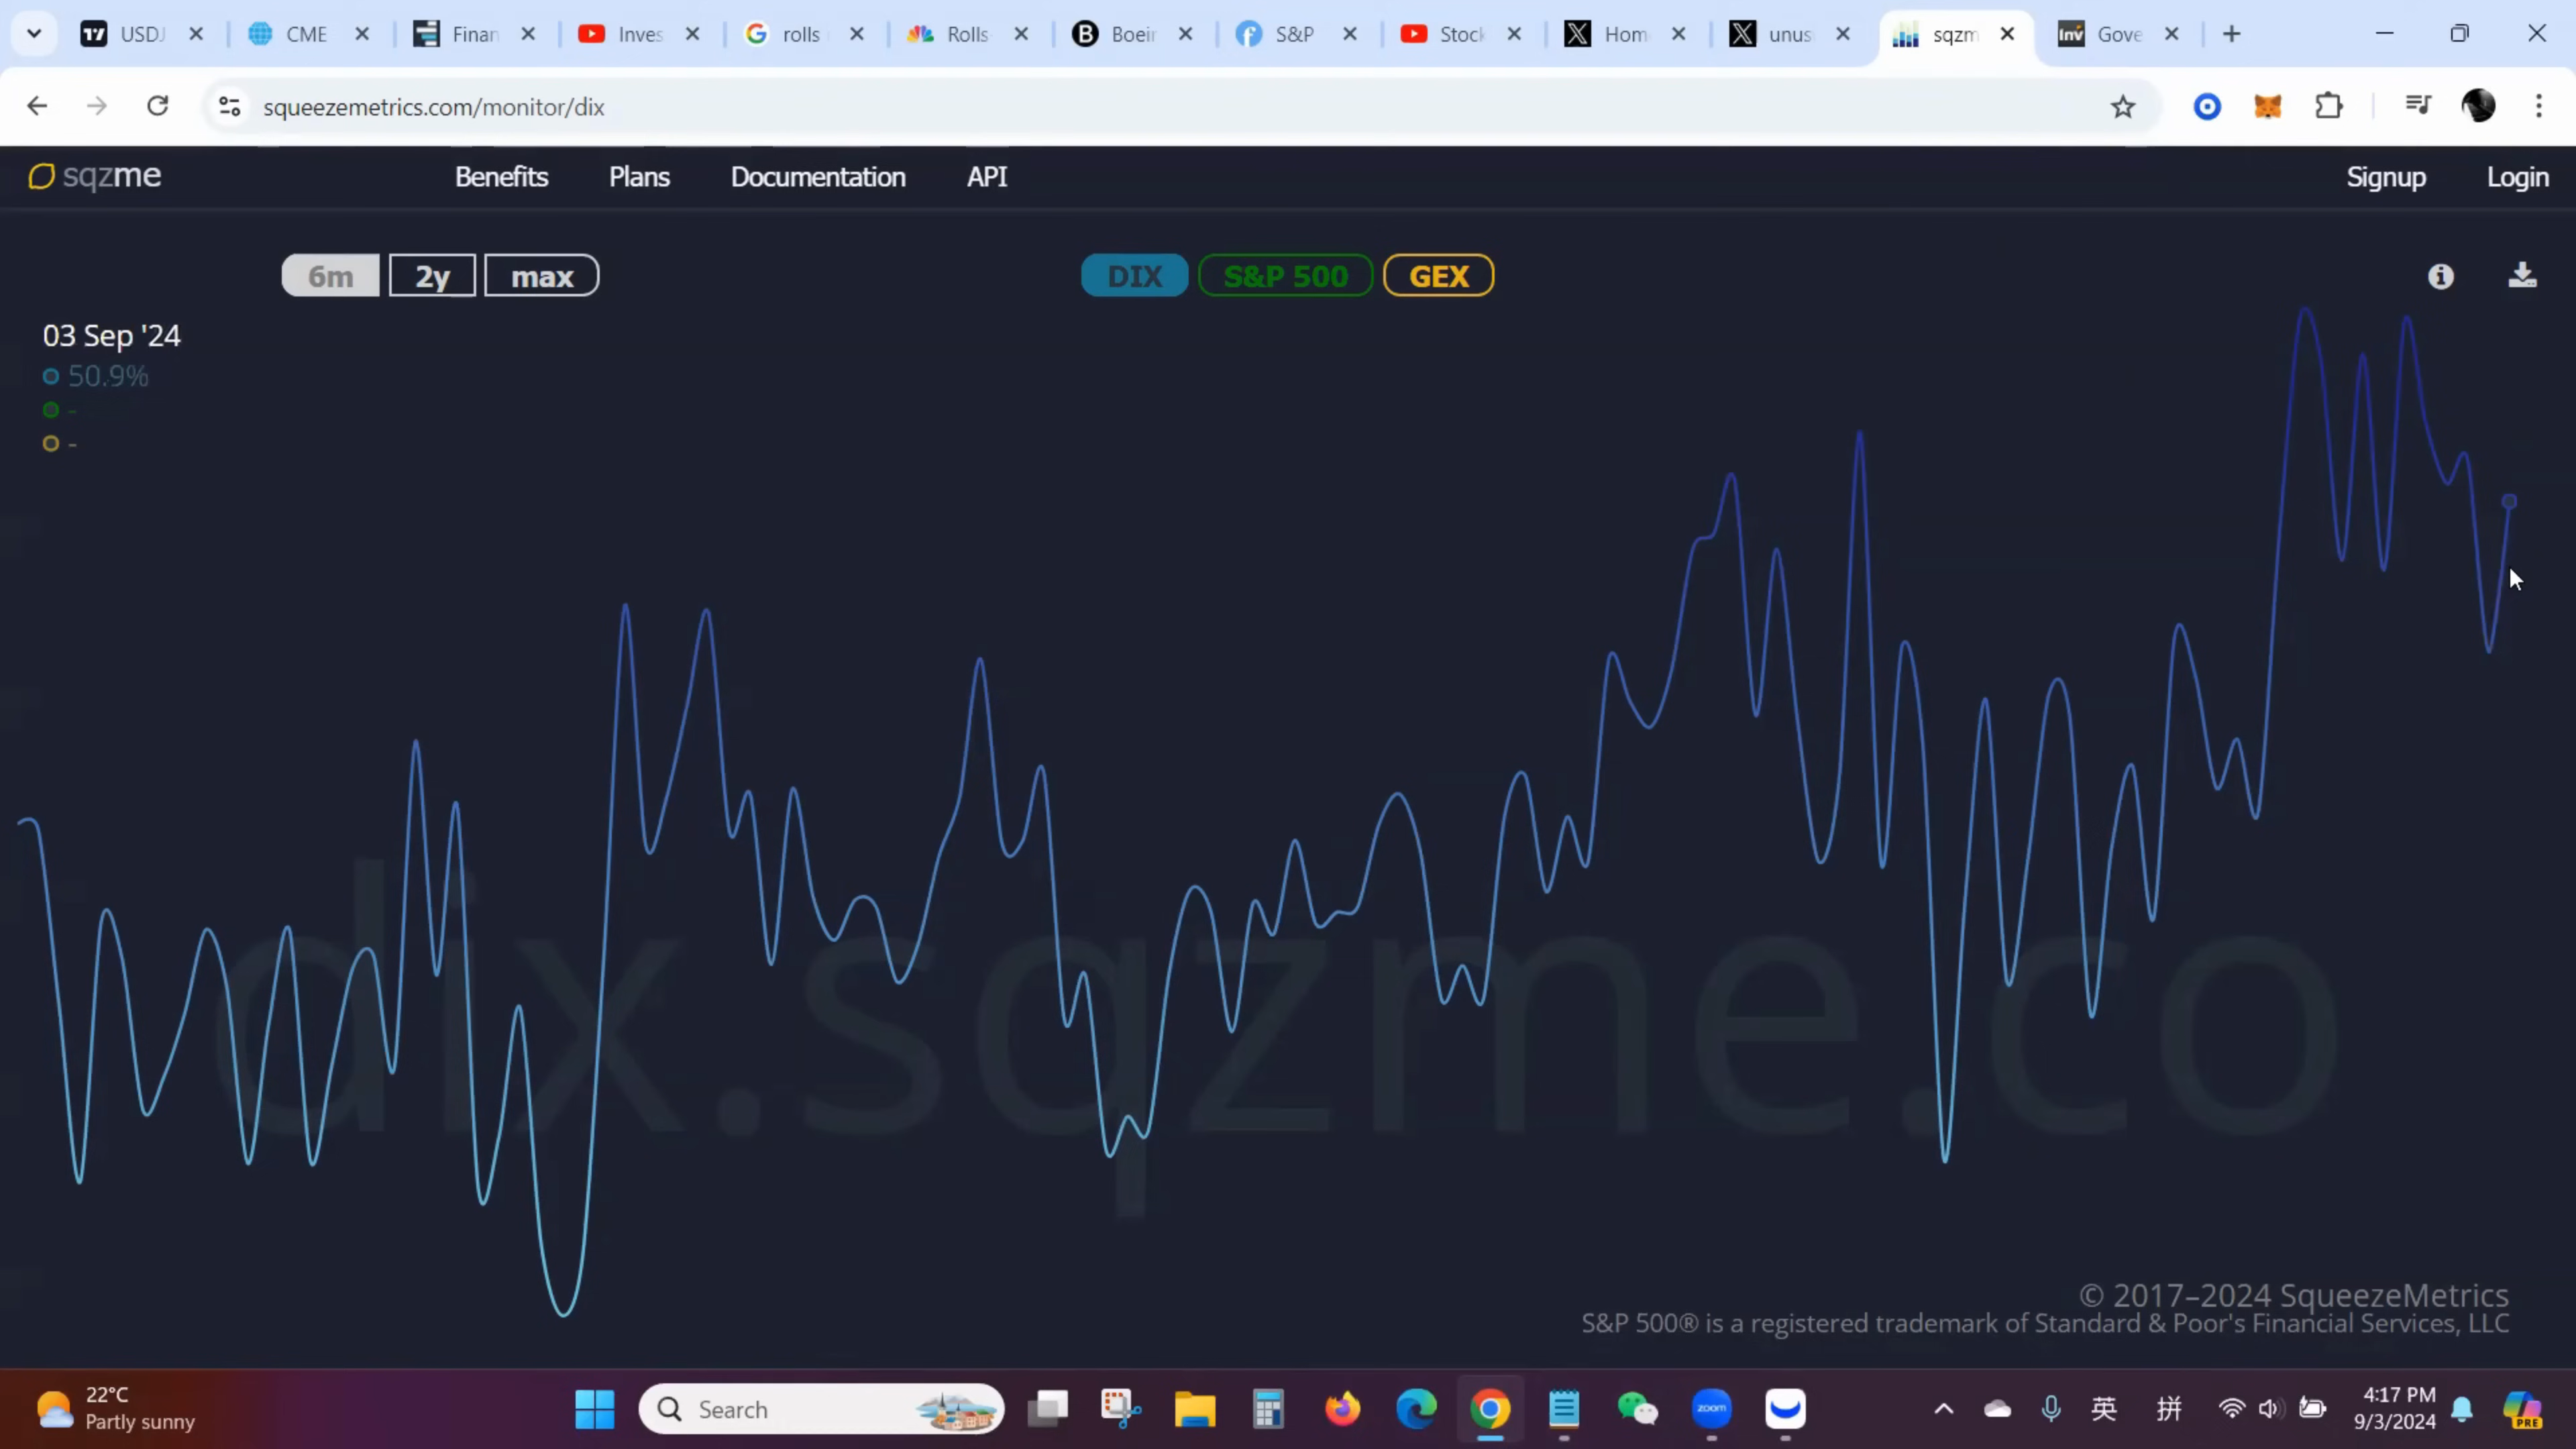 USDJ
CME
Finan
Inves
rolls
Rolls
Boein
S&P
Stock
Hom
unus
sqzm
Gove
squeezemetrics.com/monitor/dix
sqzme
Benefits
Plans
Documentation
API
Signup
Login
6m
2y
max
DIX
S&P 500
GEX
03 Sep '24
50.9%
-
-
dix.sqzme.co
© 2017–2024 SqueezeMetrics
S&P 500® is a registered trademark of Standard & Poor's Financial Services, LLC
22°C
Partly sunny
Search
zoom
英
拼
4:17 PM
9/3/2024
PRE